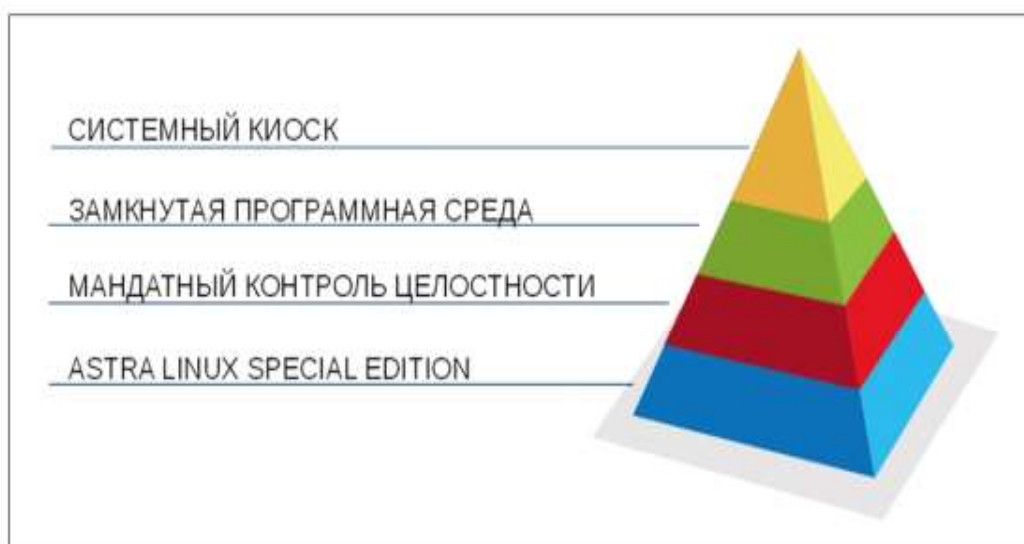 СИСТЕМНЫЙ КИОСК
ЗАМКНУТАЯ ПРОГРАММНАЯ СРЕДА
МАНДАТНЫЙ КОНТРОЛЬ ЦЕЛОСТНОСТИ
ASTRA LINUX SPECIAL EDITION